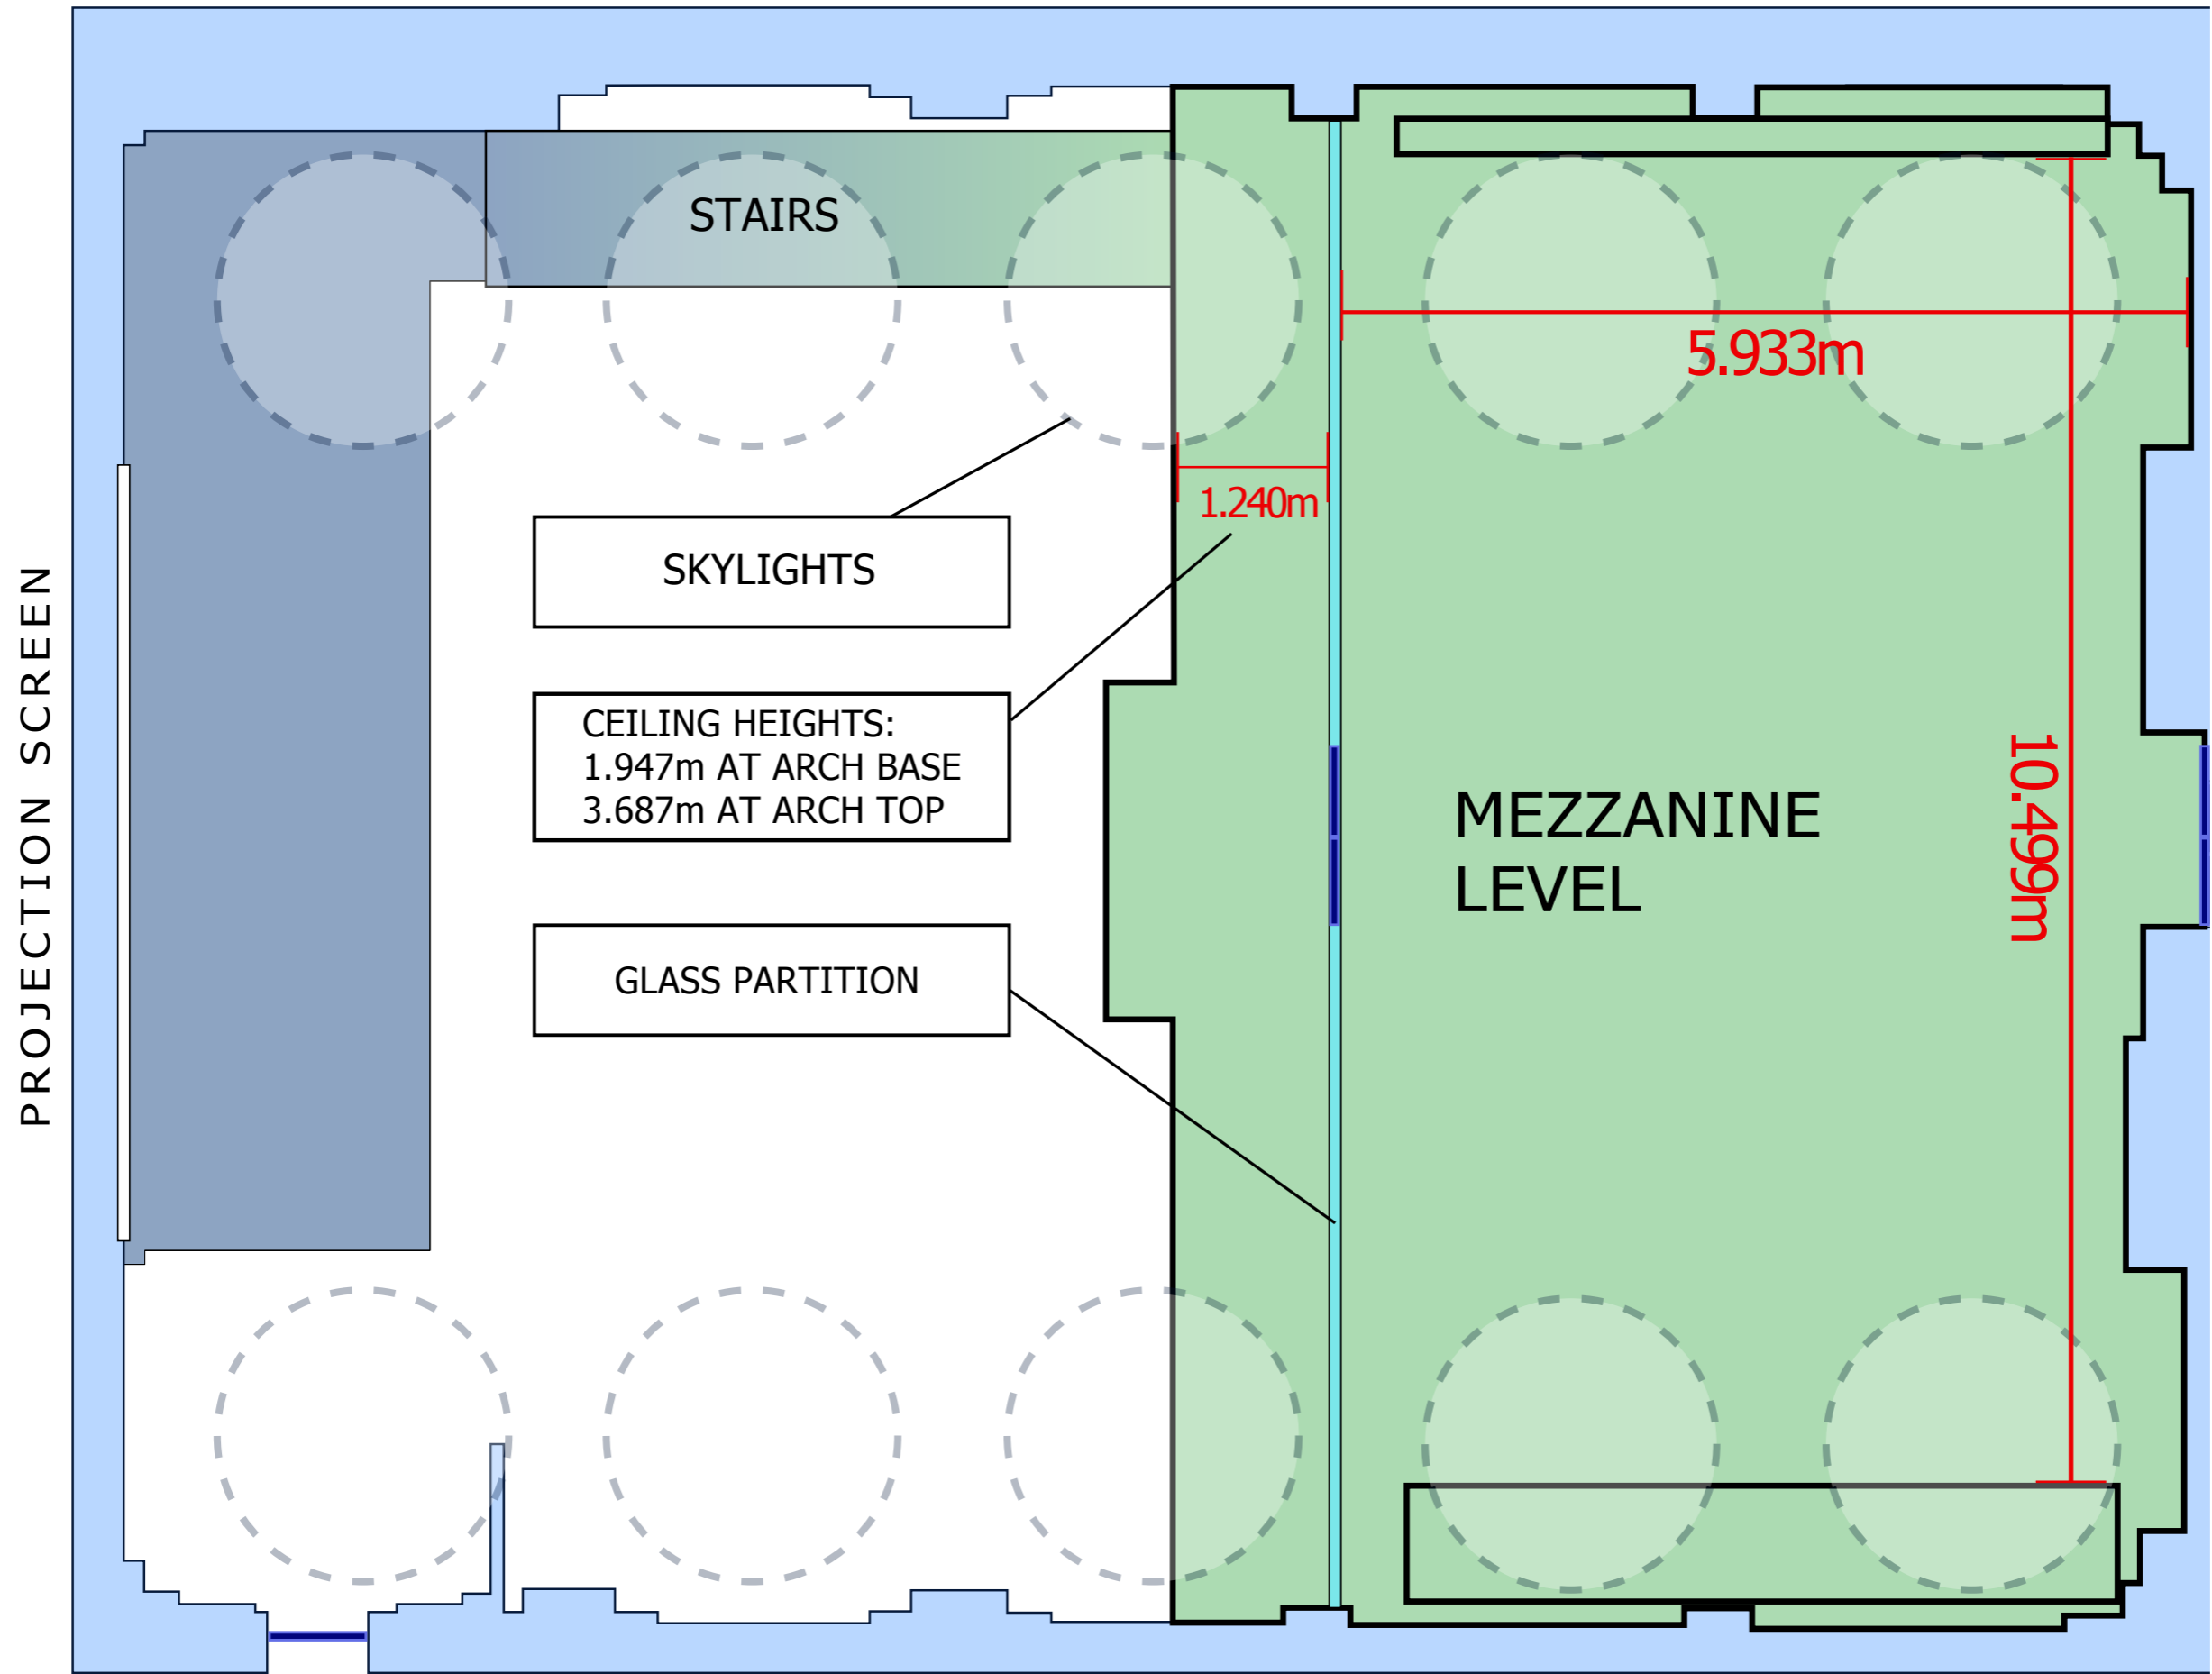 PROJECTION SCREEN
STAIRS
5.933m
1.240m
SKYLIGHTS
CEILING HEIGHTS:
1.947m AT ARCH BASE
3.687m AT ARCH TOP
MEZZANINE
LEVEL
10.499m
GLASS PARTITION